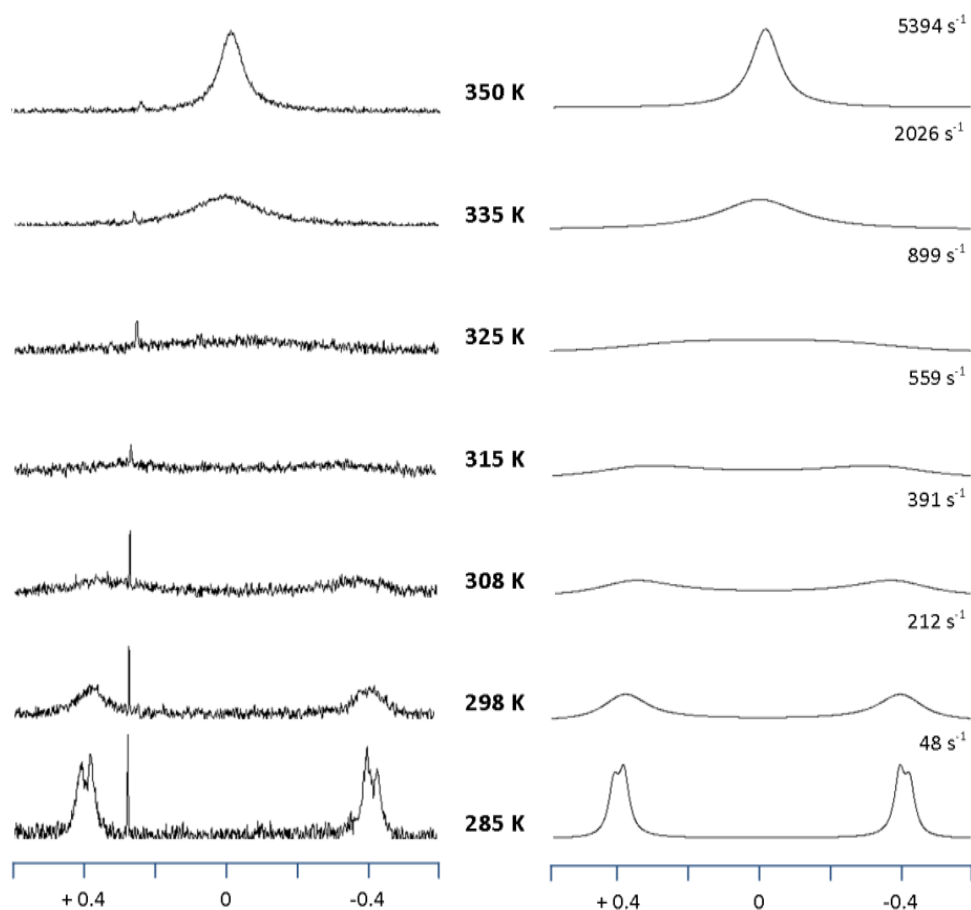 5394 s⁻¹
350 K
2026 s⁻¹
335 K
899 s⁻¹
325 K
559 s⁻¹
315 K
391 s⁻¹
308 K
212 s⁻¹
298 K
48 s⁻¹
285 K
+ 0.4 0 -0.4 + 0.4 0 -0.4